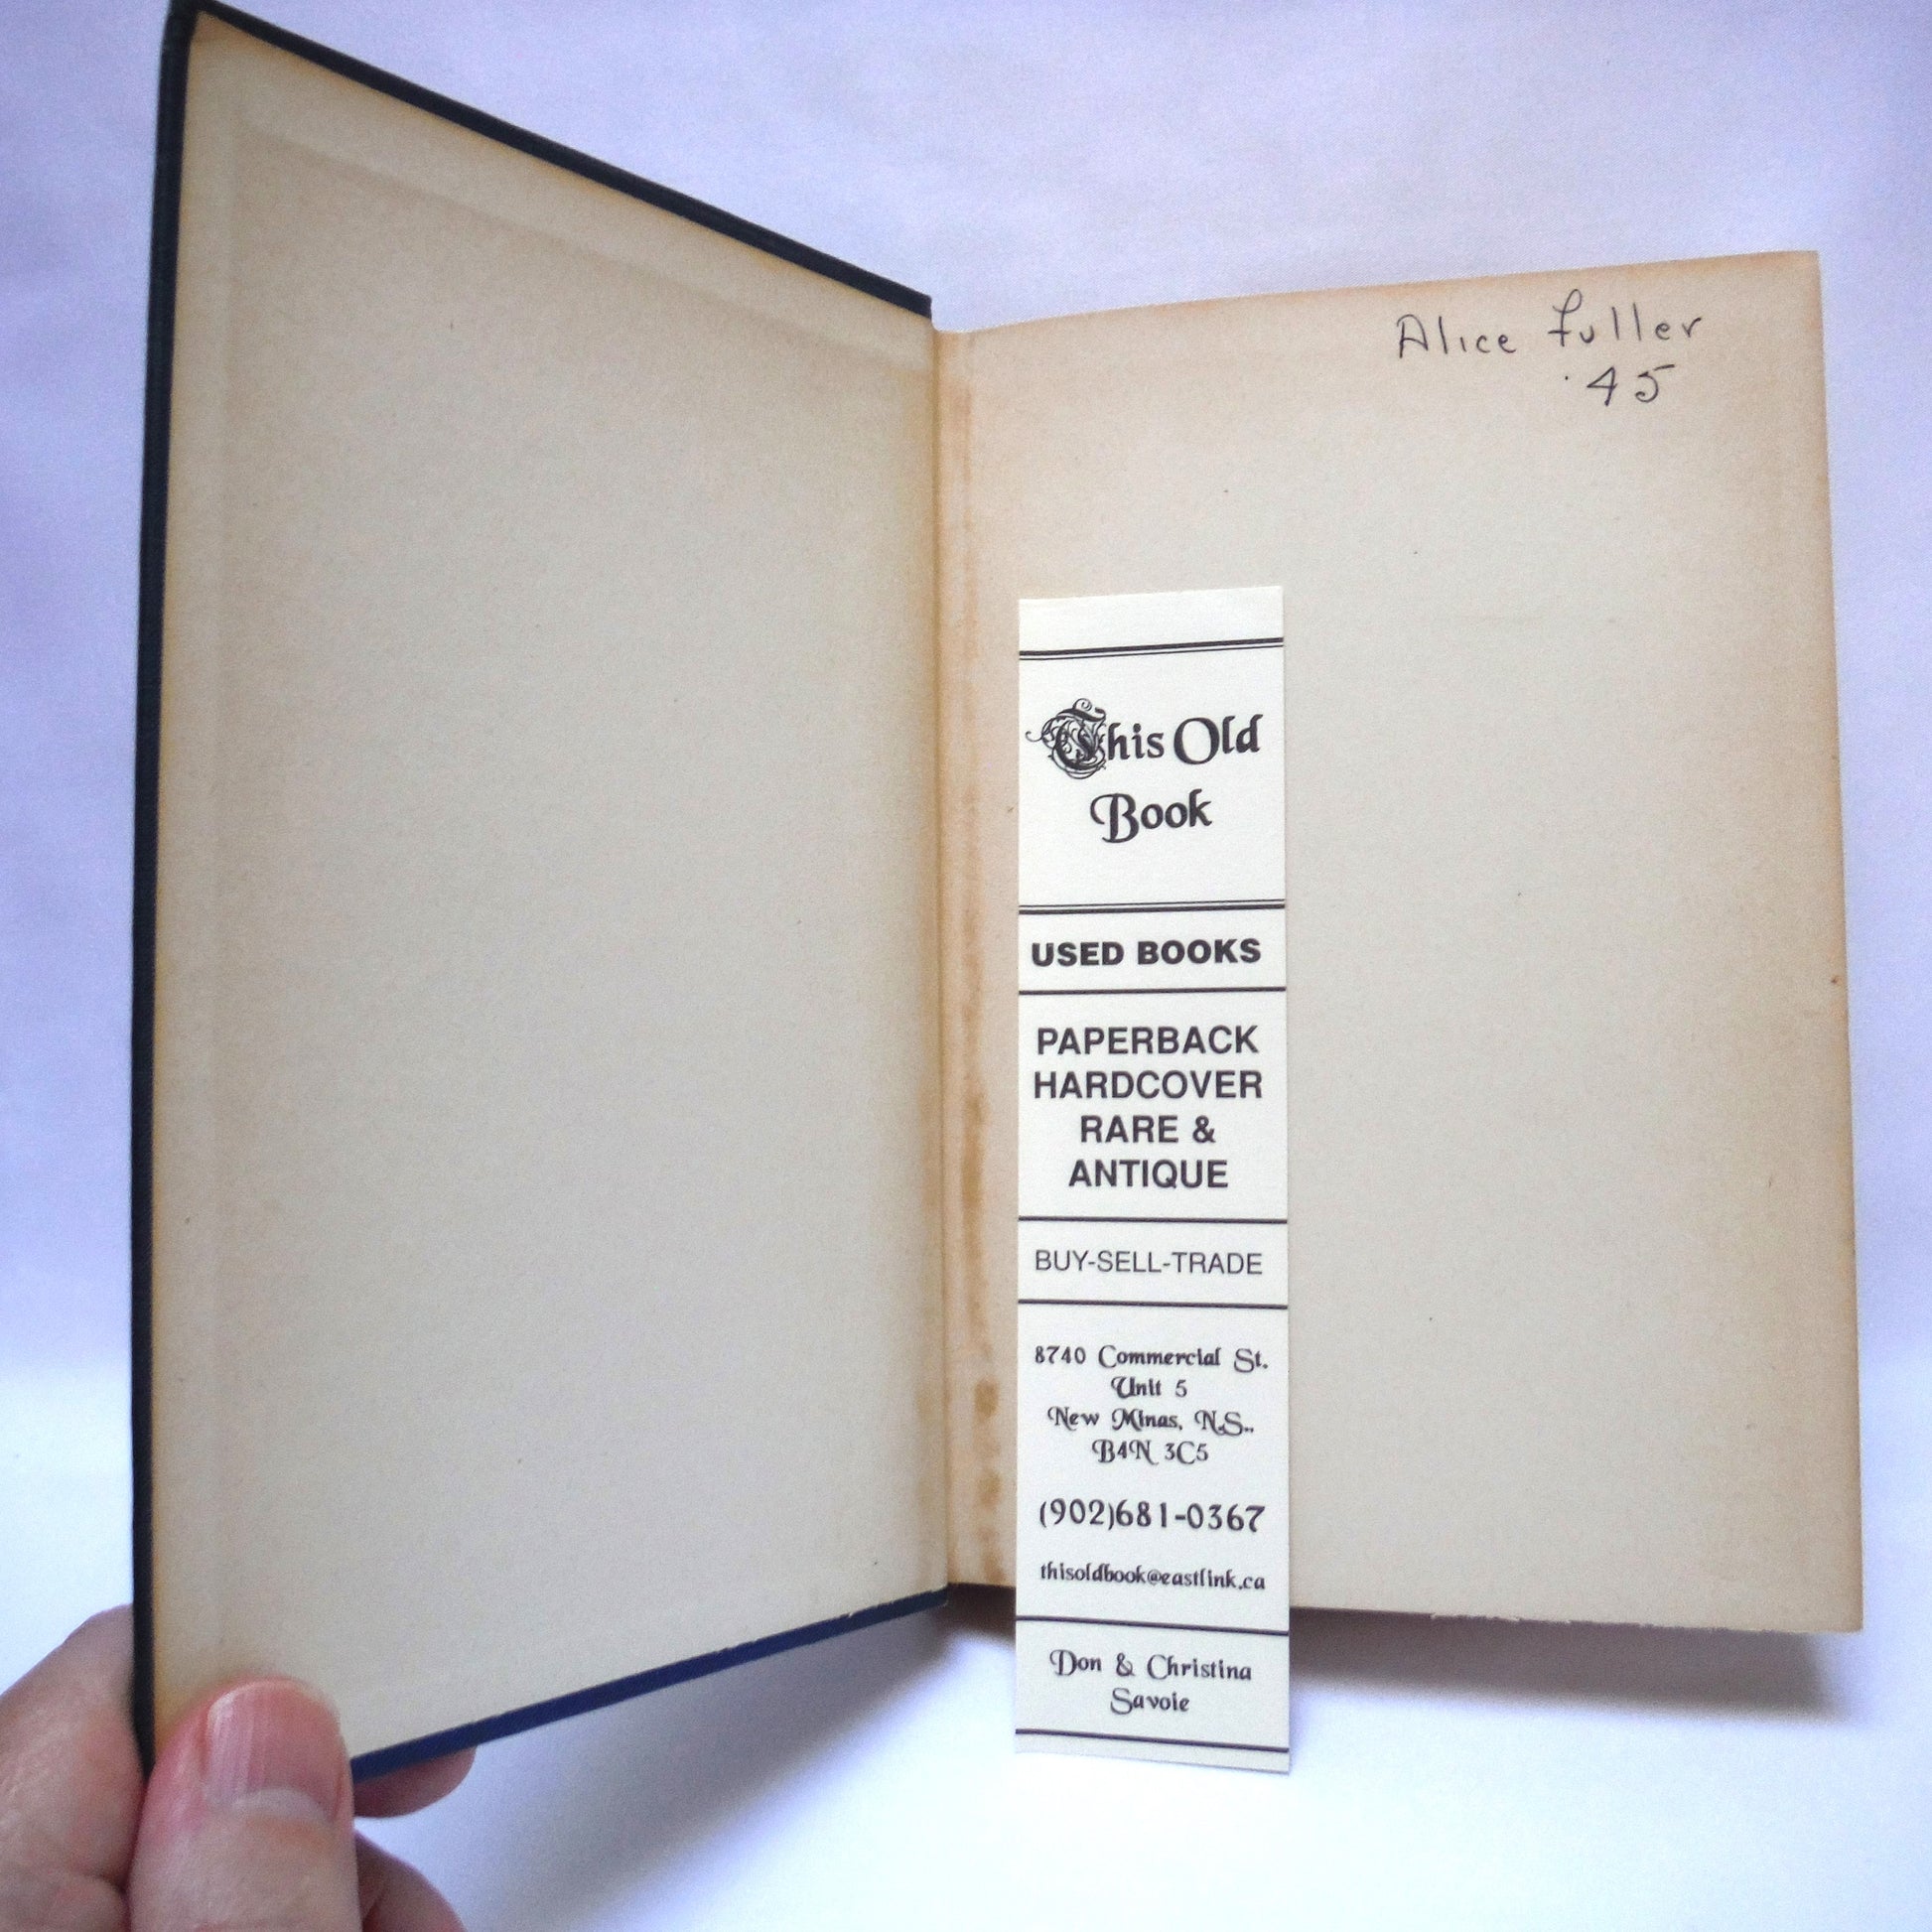 Alice Fuller
'45
This Old
Book
USED BOOKS
PAPERBACK
HARDCOVER
RARE &
ANTIQUE
BUY-SELL-TRADE
8740 Commercial St.
Unit 5
New Minas, N.S.,
B4N 3C5
(902)681-0367
thisoldbook@eastlink.ca
Don & Christina
Savoie